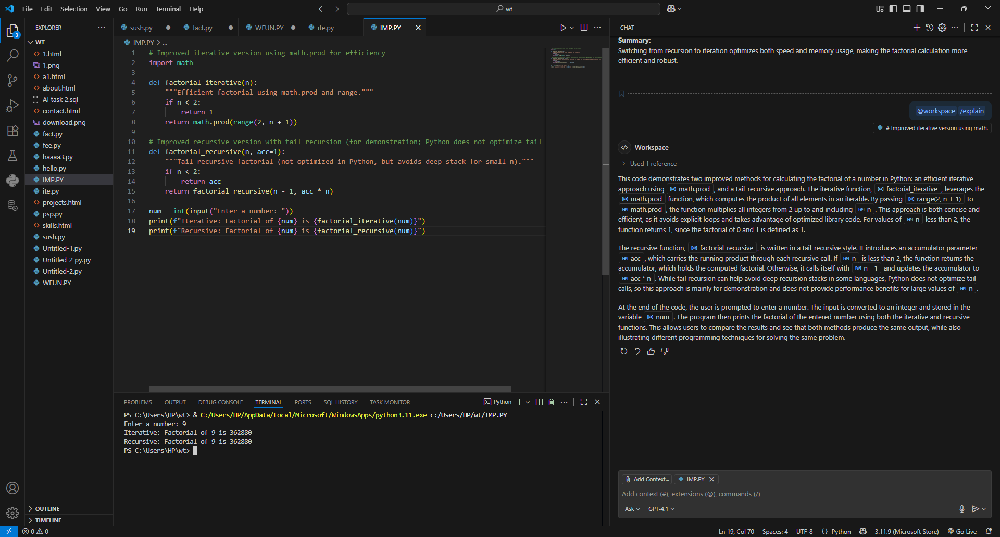 File Edit Selection View Go Run Terminal Help
wt
EXPLORER
WT
1.html
1.png
a1.html
about.html
AI task 2.sql
contact.html
download.png
fact.py
fee.py
haaaa3.py
hello.py
IMP.PY
ite.py
projects.html
psp.py
skills.html
sush.py
Untitled-1.py
Untitled-2 py.py
Untitled-2.py
WFUN.PY
OUTLINE
TIMELINE
3
sush.py fact.py WFUN.PY ite.py IMP.PY
IMP.PY > ...
1 # Improved iterative version using math.prod for efficiency
2 import math
3
4 def factorial_iterative(n):
5 """Efficient factorial using math.prod and range."""
6 if n < 2:
7 return 1
8 return math.prod(range(2, n + 1))
9
10 # Improved recursive version with tail recursion (for demonstration; Python does not optimize tail
11 def factorial_recursive(n, acc=1):
12 """Tail-recursive factorial (not optimized in Python, but avoids deep stack for small n)."""
13 if n < 2:
14 return acc
15 return factorial_recursive(n - 1, acc * n)
16
17 num = int(input("Enter a number: "))
18 print(f"Iterative: Factorial of {num} is {factorial_iterative(num)}")
19 print(f"Recursive: Factorial of {num} is {factorial_recursive(num)}")
PROBLEMS OUTPUT DEBUG CONSOLE TERMINAL PORTS SQL HISTORY TASK MONITOR
Python
PS C:\Users\HP\wt> & C:/Users/HP/AppData/Local/Microsoft/WindowsApps/python3.11.exe c:/Users/HP/wt/IMP.PY
Enter a number: 9
Iterative: Factorial of 9 is 362880
Recursive: Factorial of 9 is 362880
PS C:\Users\HP\wt>
CHAT
Summary:
Switching from recursion to iteration optimizes both speed and memory usage, making the factorial calculation more
efficient and robust.
@workspace /explain
# Improved iterative version using math.
Workspace
Used 1 reference
This code demonstrates two improved methods for calculating the factorial of a number in Python: an efficient iterative
approach using math.prod , and a tail-recursive approach. The iterative function, factorial_iterative , leverages the
math.prod function, which computes the product of all elements in an iterable. By passing range(2, n + 1) to
math.prod , the function multiplies all integers from 2 up to and including n . This approach is both concise and
efficient, as it avoids explicit loops and takes advantage of optimized library code. For values of n less than 2, the
function returns 1, since the factorial of 0 and 1 is defined as 1.
The recursive function, factorial_recursive , is written in a tail-recursive style. It introduces an accumulator parameter
acc , which carries the running product through each recursive call. If n is less than 2, the function returns the
accumulator, which holds the computed factorial. Otherwise, it calls itself with n - 1 and updates the accumulator to
acc * n . While tail recursion can help avoid deep recursion stacks in some languages, Python does not optimize tail
calls, so this approach is mainly for demonstration and does not provide performance benefits for large values of n .
At the end of the code, the user is prompted to enter a number. The input is converted to an integer and stored in the
variable num . The program then prints the factorial of the entered number using both the iterative and recursive
functions. This allows users to compare the results and see that both methods produce the same output, while also
illustrating different programming techniques for solving the same problem.
Add Context... IMP.PY
Add context (#), extensions (@), commands (/)
Ask GPT-4.1
0 0
Ln 19, Col 70 Spaces: 4 UTF-8 {} Python 3.11.9 (Microsoft Store) Go Live